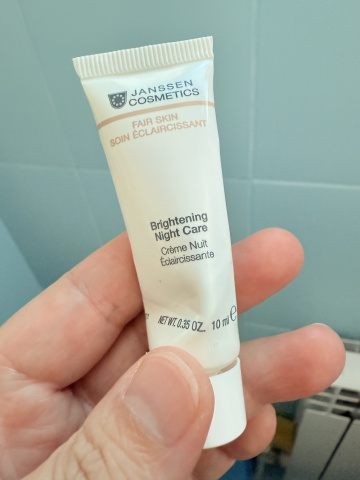 JANSSEN
COSMETICS
FAIR SKIN
SOIN ÉCLAIRCISSANT
Brightening
Night Care
Crème Nuit
Éclaircissante
NET WT. 0.35 OZ. 10 ml e